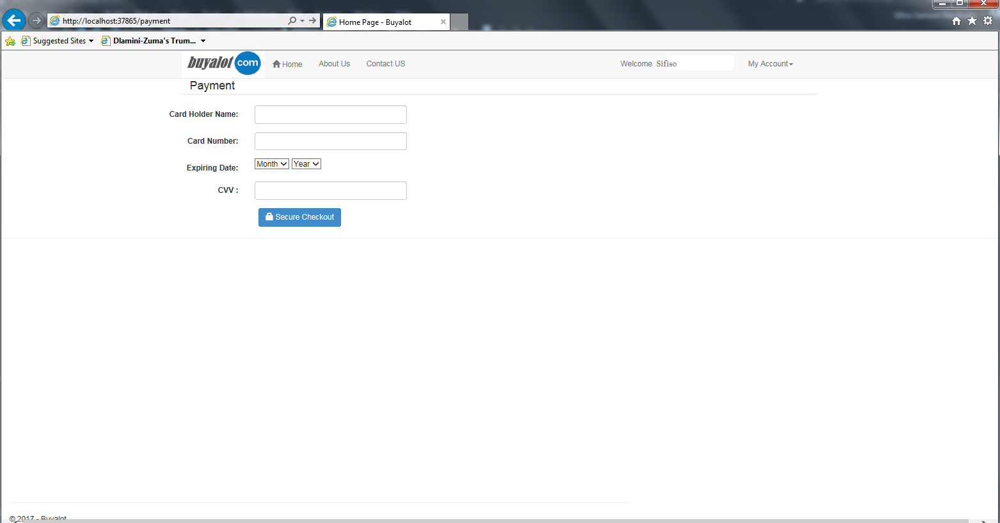 http://localhost:37865/payment
Home Page - Buyalot
Suggested Sites
Dlamini-Zuma's Trum...
buyalot com
Home
About Us
Contact US
Welcome Sifiso
My Account
Payment
Card Holder Name:
Card Number:
Expiring Date:
Month
Year
CVV :
Secure Checkout
© 2017 - Buyalot